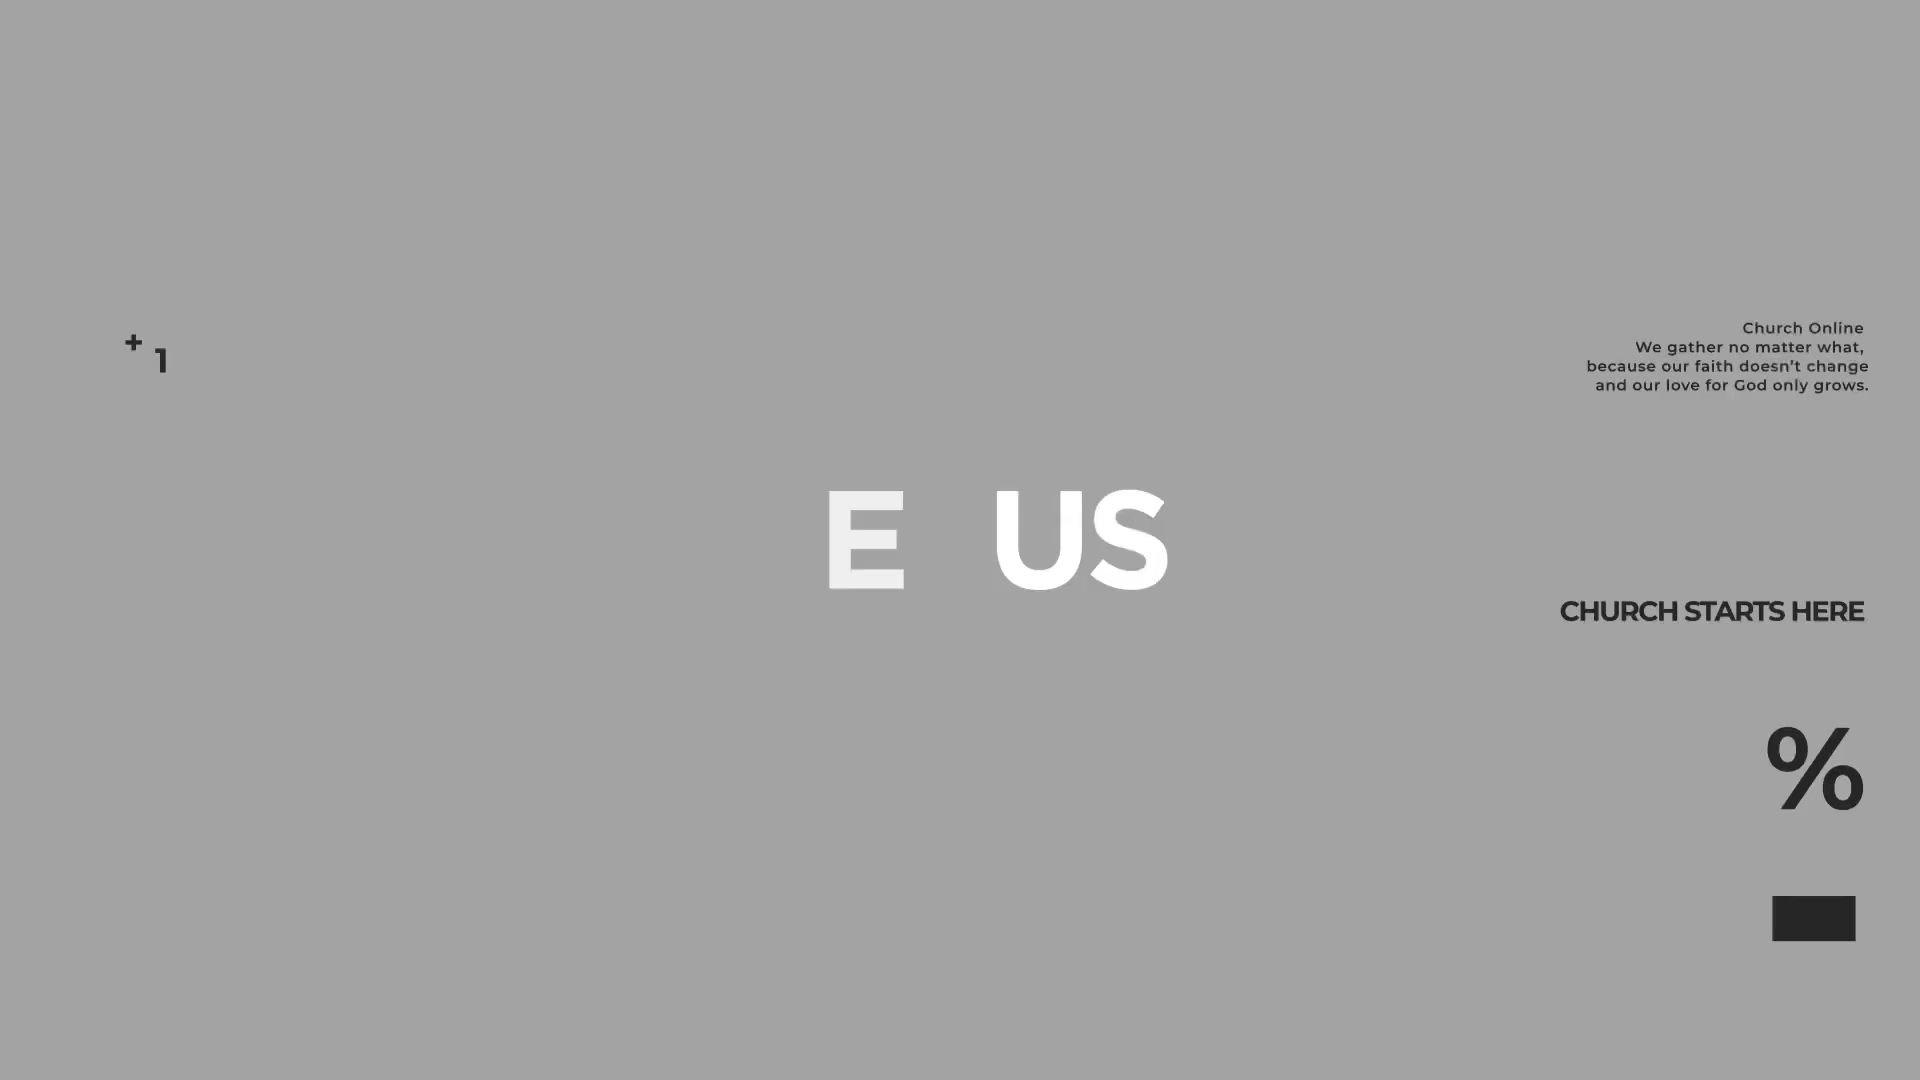 + 1
Church Online
We gather no matter what,
because our faith doesn't change
and our love for God only grows.
E US
CHURCH STARTS HERE
%